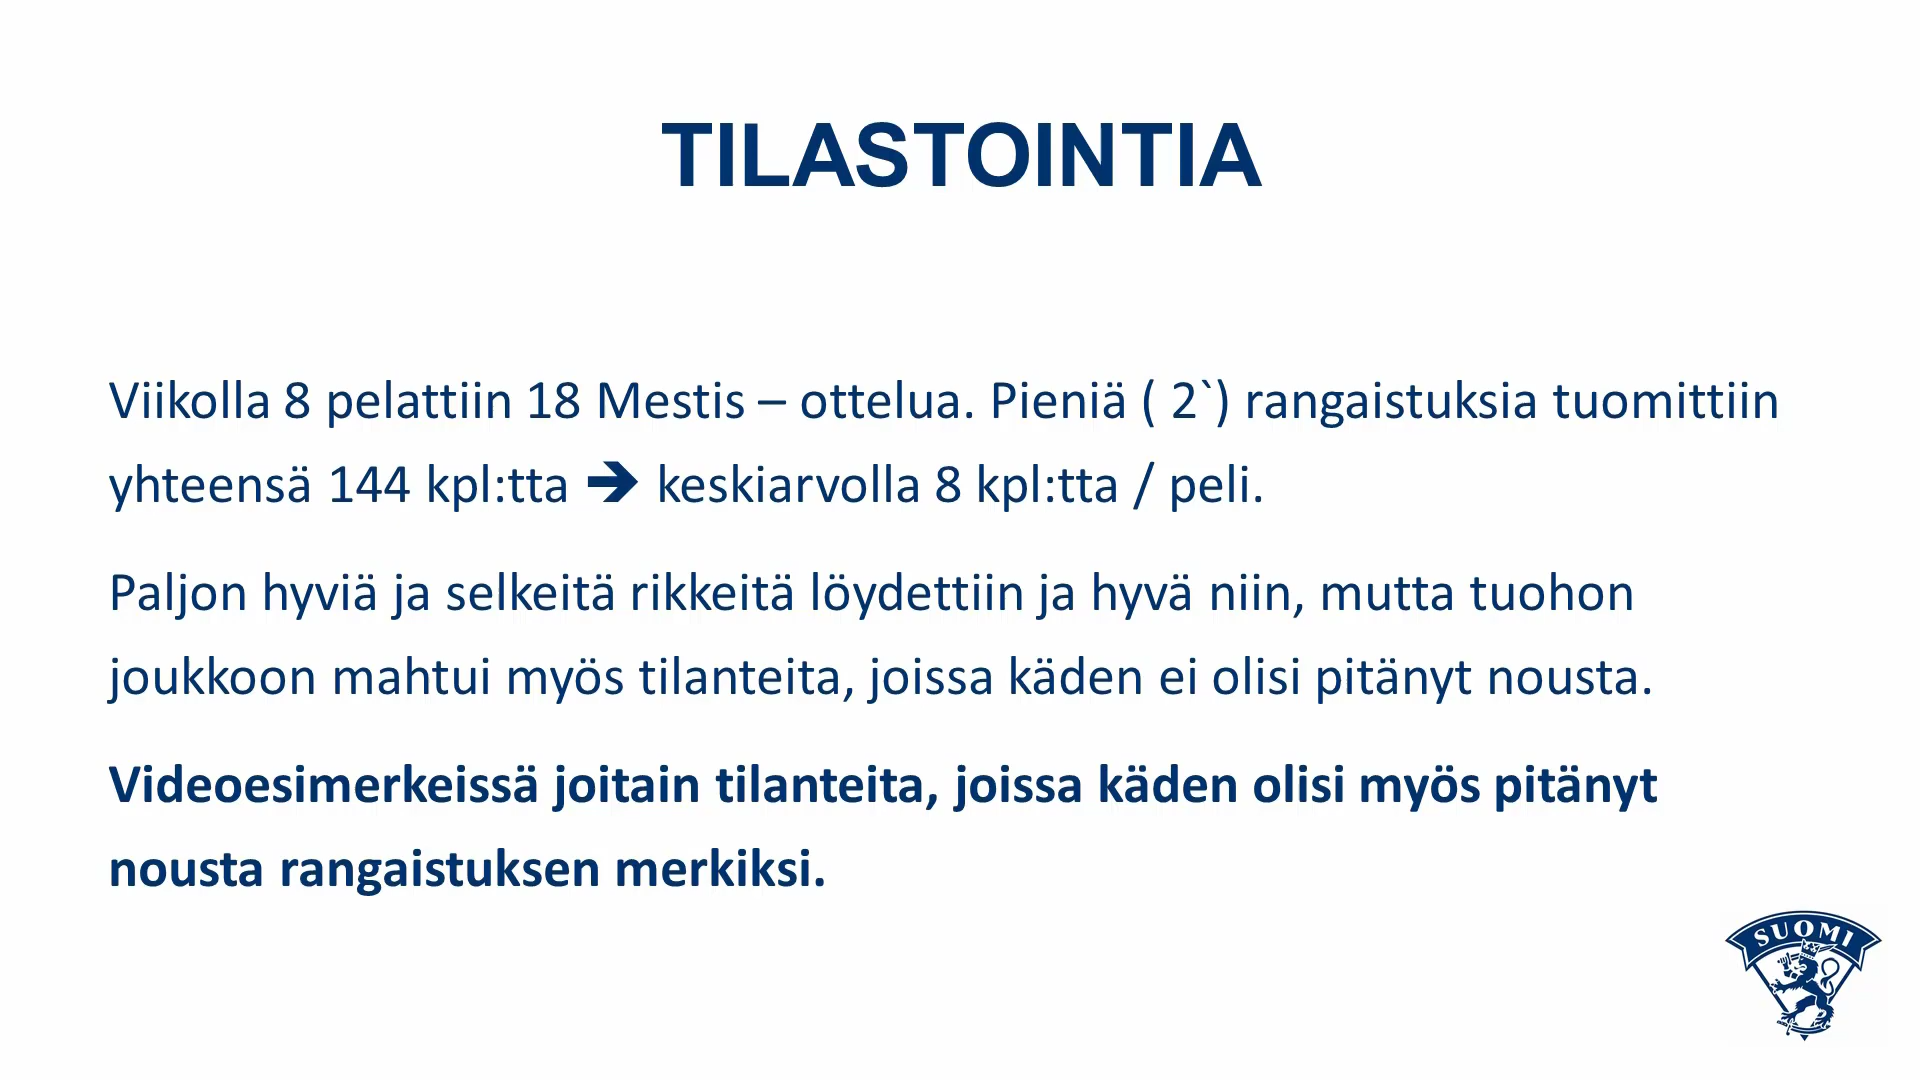 TILASTOINTIA
Viikolla 8 pelattiin 18 Mestis – ottelua. Pieniä ( 2`) rangaistuksia tuomittiin
yhteensä 144 kpl:tta ➔ keskiarvolla 8 kpl:tta / peli.
Paljon hyviä ja selkeitä rikkeitä löydettiin ja hyvä niin, mutta tuohon
joukkoon mahtui myös tilanteita, joissa käden ei olisi pitänyt nousta.
Videoesimerkeissä joitain tilanteita, joissa käden olisi myös pitänyt
nousta rangaistuksen merkiksi.
SUOMI